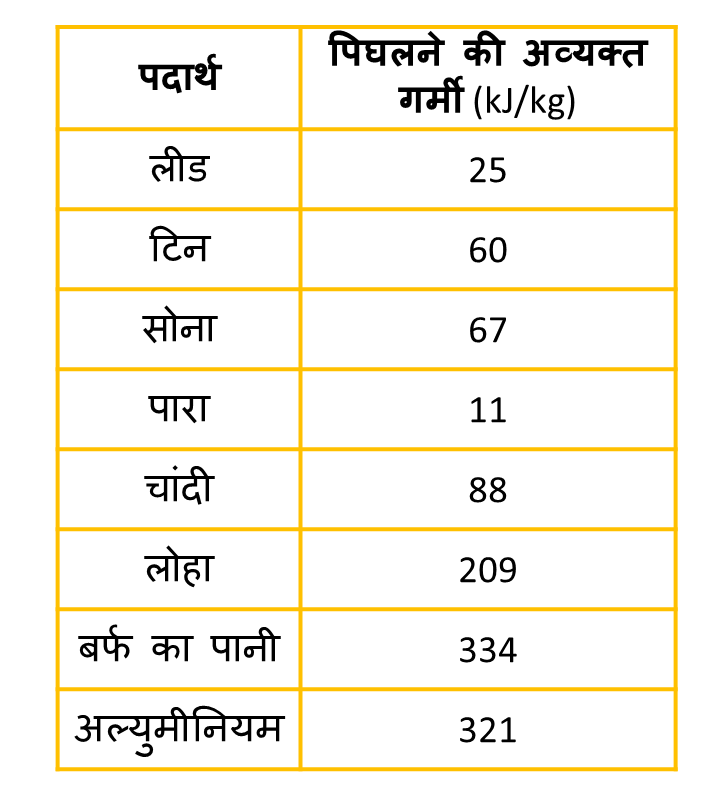 पदार्थ
पिघलने की अव्यक्त
गर्मी (kJ/kg)
लीड 25
टिन 60
सोना 67
पारा 11
चांदी 88
लोहा 209
बर्फ का पानी 334
अल्युमीनियम 321